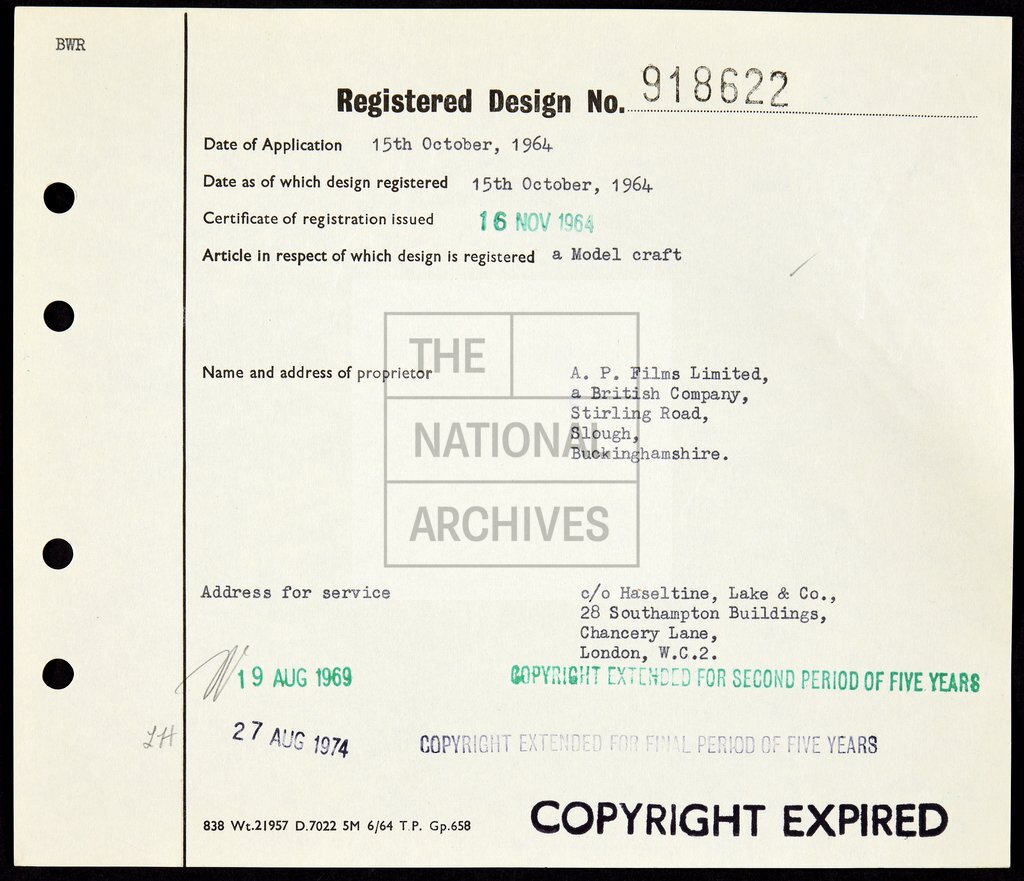 BWR
Registered Design No. 918622
Date of Application 15th October, 1964
Date as of which design registered 15th October, 1964
Certificate of registration issued 16 NOV 1964
Article in respect of which design is registered a Model craft
THE
NATIONAL
ARCHIVES
Name and address of proprietor A. P. Films Limited,
a British Company,
Stirling Road,
Slough,
Buckinghamshire.
Address for service c/o Haseltine, Lake & Co.,
28 Southampton Buildings,
Chancery Lane,
London, W.C.2.
19 AUG 1969 COPYRIGHT EXTENDED FOR SECOND PERIOD OF FIVE YEARS
LH 27 AUG 1974 COPYRIGHT EXTENDED FOR FINAL PERIOD OF FIVE YEARS
838 Wt.21957 D.7022 5M 6/64 T.P. Gp.658 COPYRIGHT EXPIRED